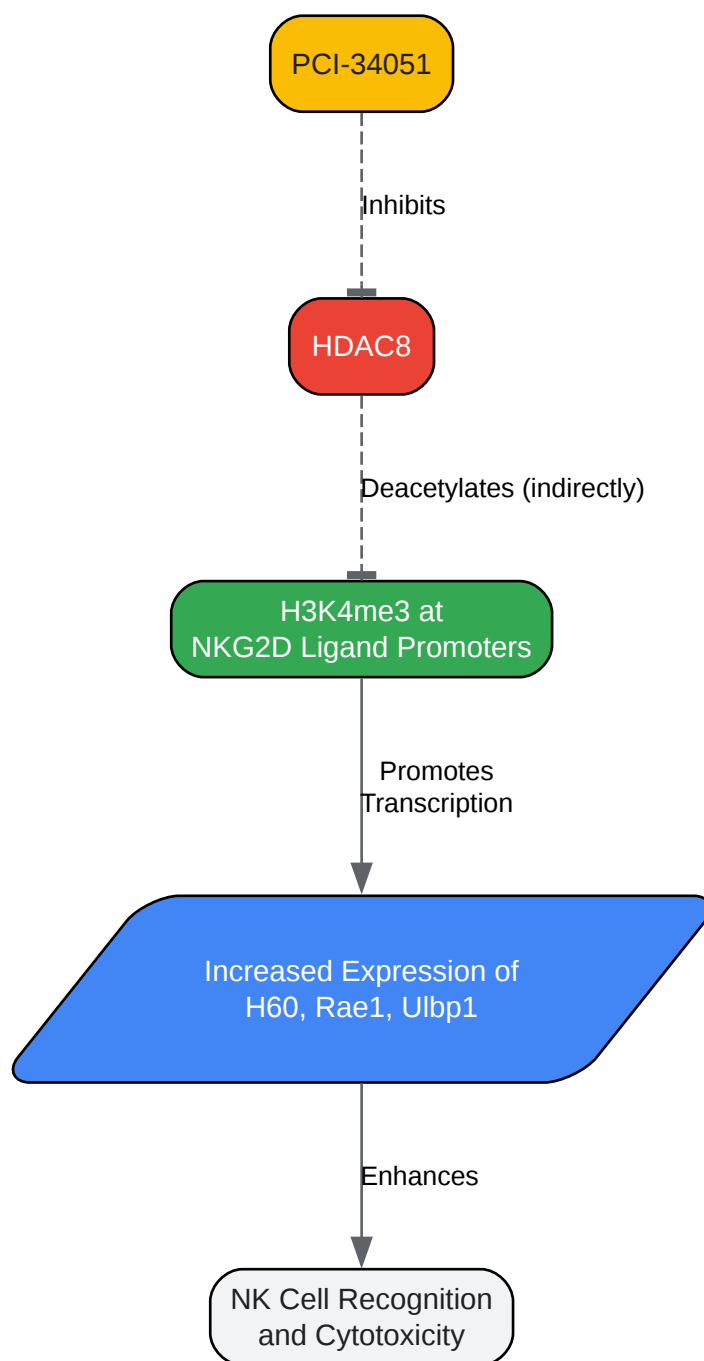 PCI-34051
Inhibits
HDAC8
Deacetylates (indirectly)
H3K4me3 at
NKG2D Ligand Promoters
Promotes
Transcription
Increased Expression of
H60, Rae1, Ulbp1
Enhances
NK Cell Recognition
and Cytotoxicity